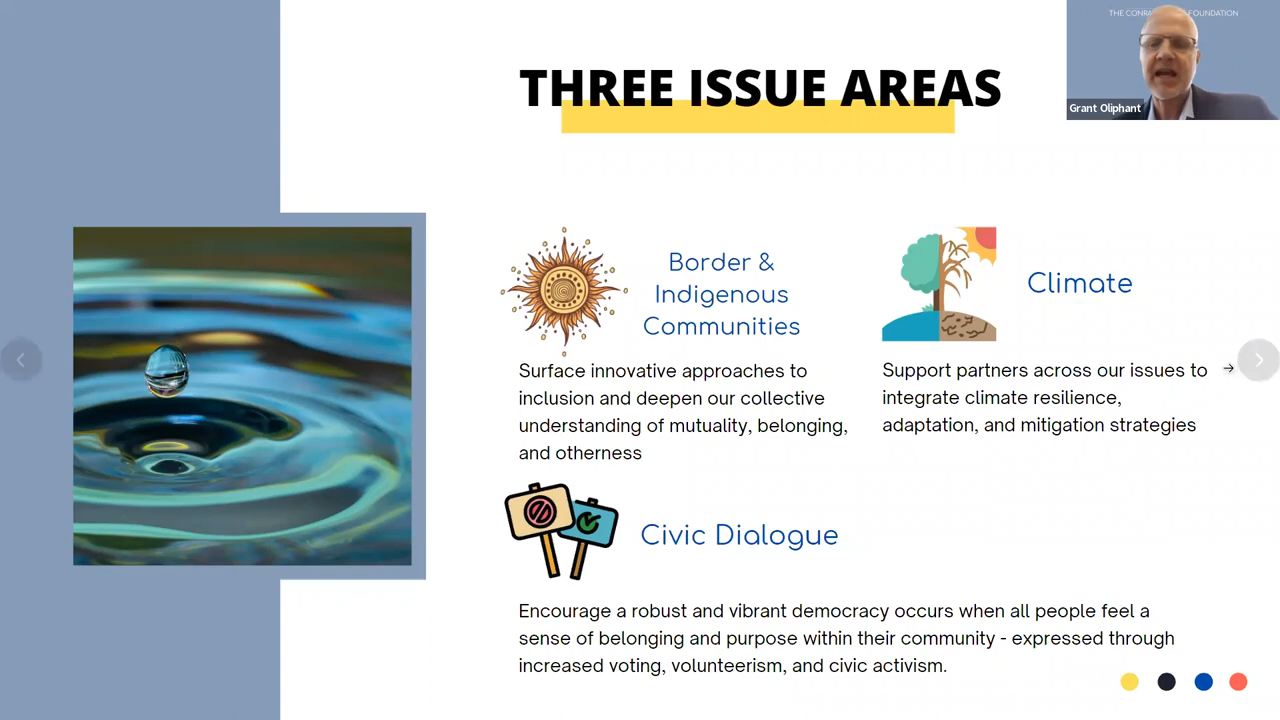 THREE ISSUE AREAS
THE CONRA
FOUNDATION
Grant Oliphant
Border &
Indigenous
Communities
Surface innovative approaches to
inclusion and deepen our collective
understanding of mutuality, belonging,
and otherness
Climate
Support partners across our issues to
integrate climate resilience,
adaptation, and mitigation strategies
Civic Dialogue
Encourage a robust and vibrant democracy occurs when all people feel a
sense of belonging and purpose within their community - expressed through
increased voting, volunteerism, and civic activism.